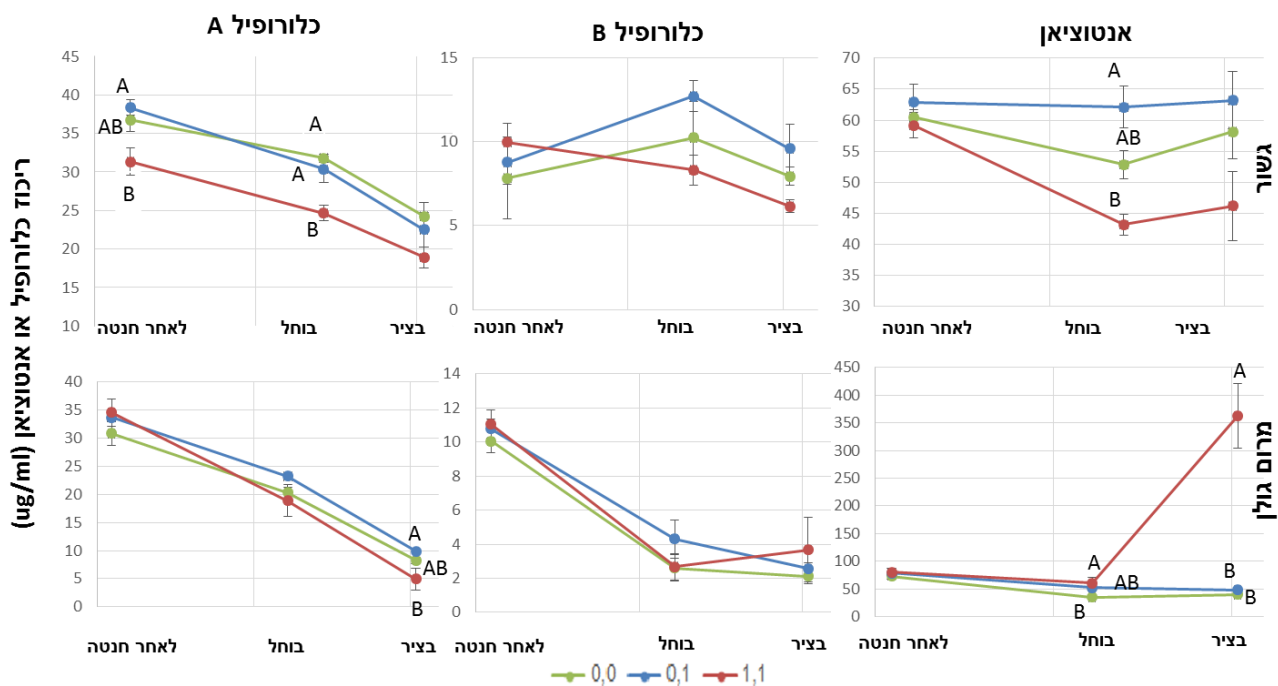 כלורופיל A
כלורופיל B
אנטוציאן
ריכוז כלורופיל או אנטוציאן (ug/ml)
45
40
35
30
25
20
15
10
A
AB
B
A
A
B
לאחר חנטה
בוחל
בציר
15
10
5
0
לאחר חנטה
בוחל
בציר
70
65
60
55
50
45
40
35
30
A
AB
B
לאחר חנטה
בוחל
בציר
גשור
40
35
30
25
20
15
10
5
0
A
AB
B
לאחר חנטה
בוחל
בציר
14
12
10
8
6
4
2
0
לאחר חנטה
בוחל
בציר
450
400
350
300
250
200
150
100
50
0
A
A
AB
B
B
B
לאחר חנטה
בוחל
בציר
מרום גולן
0,0 0,1 1,1